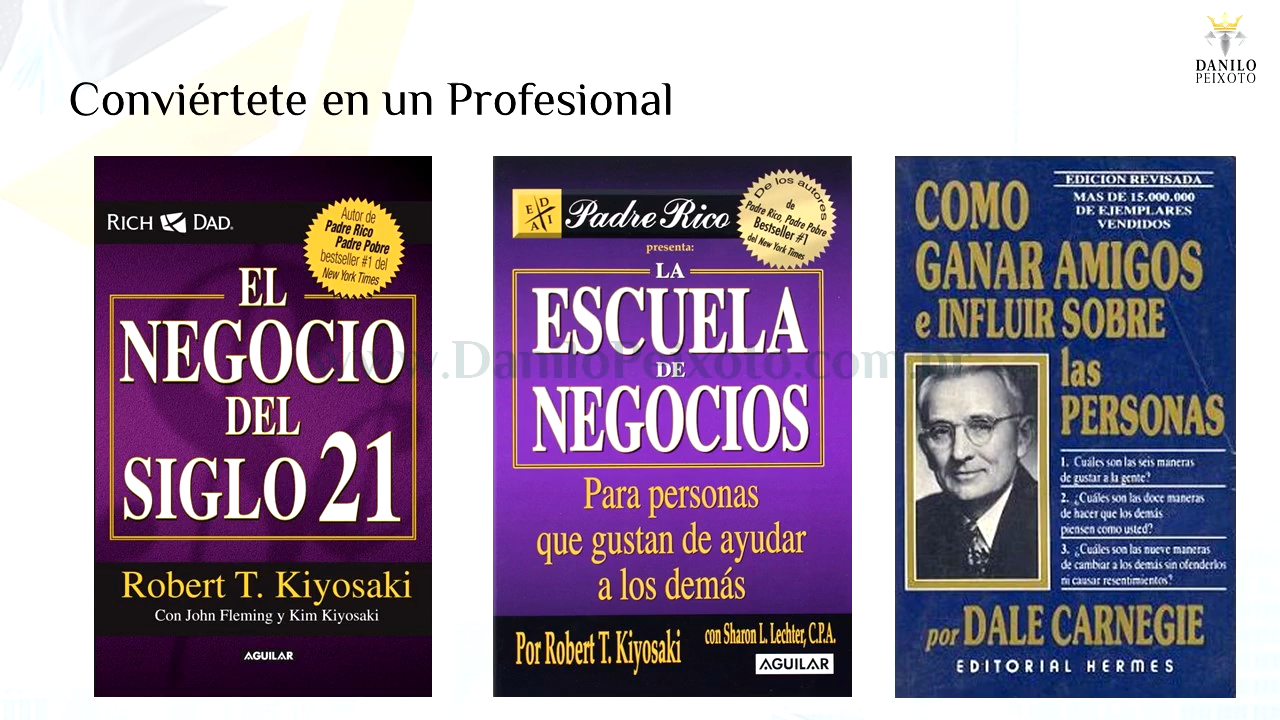 DANILO
PEIXOTO
Conviértete en un Profesional
RICH DAD.
Autor de
Padre Rico
Padre Pobre
bestseller #1 del
New York Times
EL
NEGOCIO
DEL
SIGLO 21
Robert T. Kiyosaki
Con John Fleming y Kim Kiyosaki
AGUILAR
EDIA
Padre Rico
presenta:
De los autores
de
Padre Rico, Padre Pobre
Bestseller #1
del New York Times
LA
ESCUELA
DE
NEGOCIOS
Para personas
que gustan de ayudar
a los demás
Por Robert T. Kiyosaki
con Sharon L. Lechter, C.P.A.
AGUILAR
EDICION REVISADA
MAS DE 15.000.000
DE EJEMPLARES
VENDIDOS
COMO
GANAR AMIGOS
e INFLUIR SOBRE
las
PERSONAS
1. Cuáles son las seis maneras
de gustar a la gente?
2. ¿Cuáles son las doce maneras
de hacer que los demás
piensen como usted?
3. ¿Cuáles son las nueve maneras
de cambiar a los demás sin ofenderlos
ni causar resentimientos?
por DALE CARNEGIE
EDITORIAL HERMES
www.DaniloPeixoto.com.br